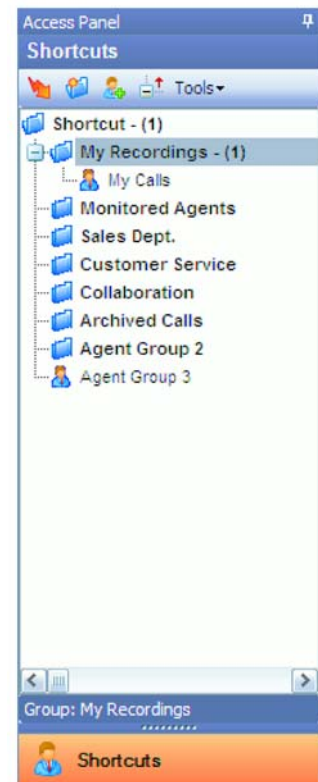 Access Panel
Shortcuts
Tools
Shortcut - (1)
My Recordings - (1)
My Calls
Monitored Agents
Sales Dept.
Customer Service
Collaboration
Archived Calls
Agent Group 2
Agent Group 3
Group: My Recordings
Shortcuts